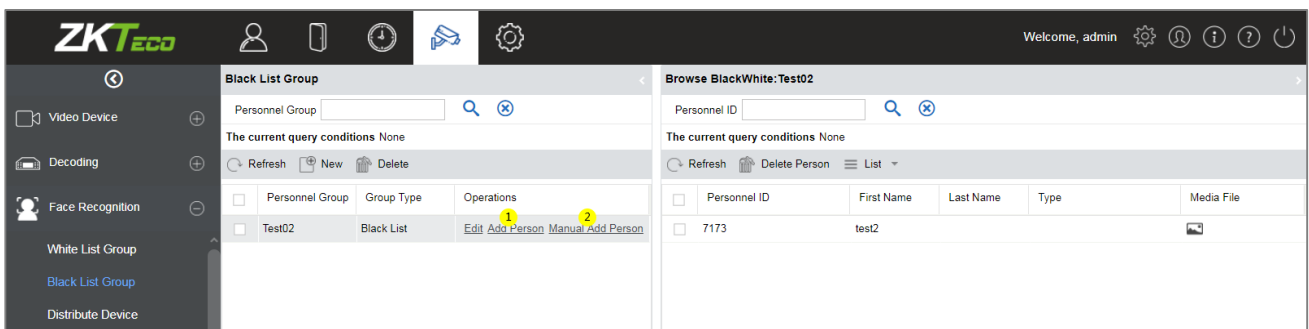 ZKTeco
Welcome, admin
Black List Group
Browse BlackWhite:Test02
Video Device
Personnel Group
Personnel ID
The current query conditions None
The current query conditions None
Decoding
Refresh New Delete
Refresh Delete Person List
Face Recognition
Personnel Group Group Type Operations
Personnel ID First Name Last Name Type Media File
1 2
Test02 Black List Edit Add Person Manual Add Person
7173 test2
White List Group
Black List Group
Distribute Device